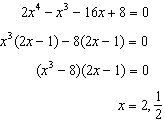 2x⁴ − x³ − 16x + 8 = 0
x³(2x − 1) − 8(2x − 1) = 0
(x³ − 8)(2x − 1) = 0
x = 2, 1/2